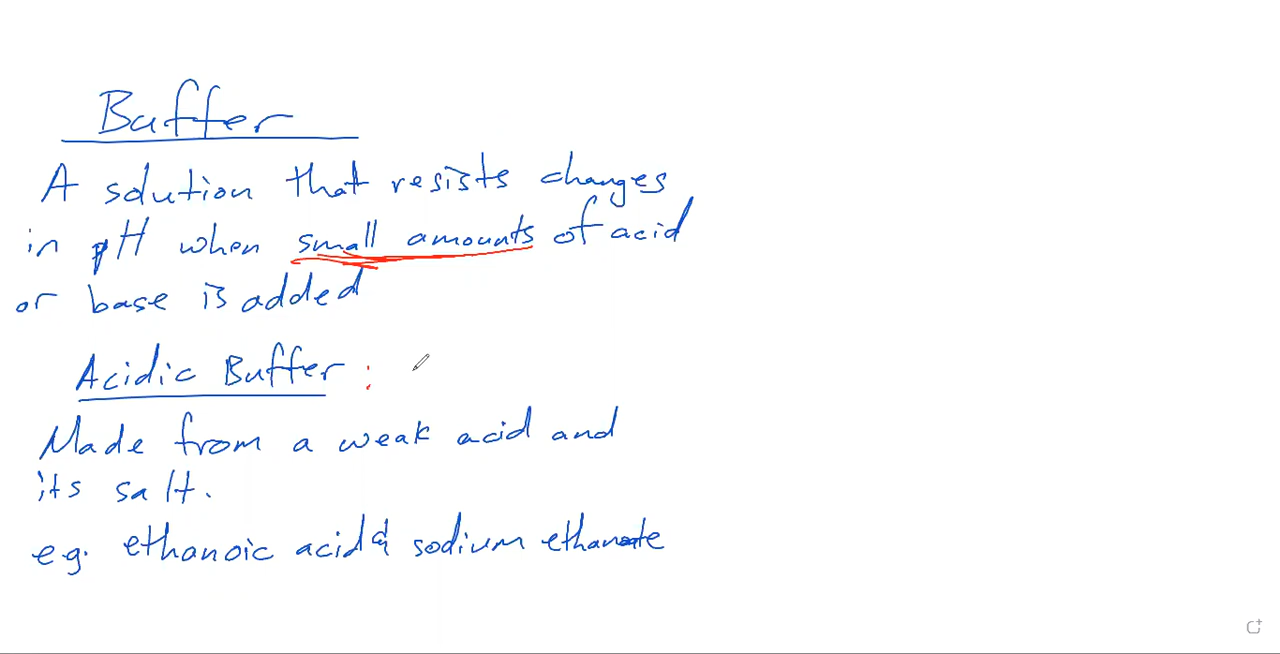 Buffer
A solution that resists changes
in pH when small amounts of acid
or base is added
Acidic Buffer :
Made from a weak acid and
its salt.
e.g. ethanoic acid & sodium ethanoate